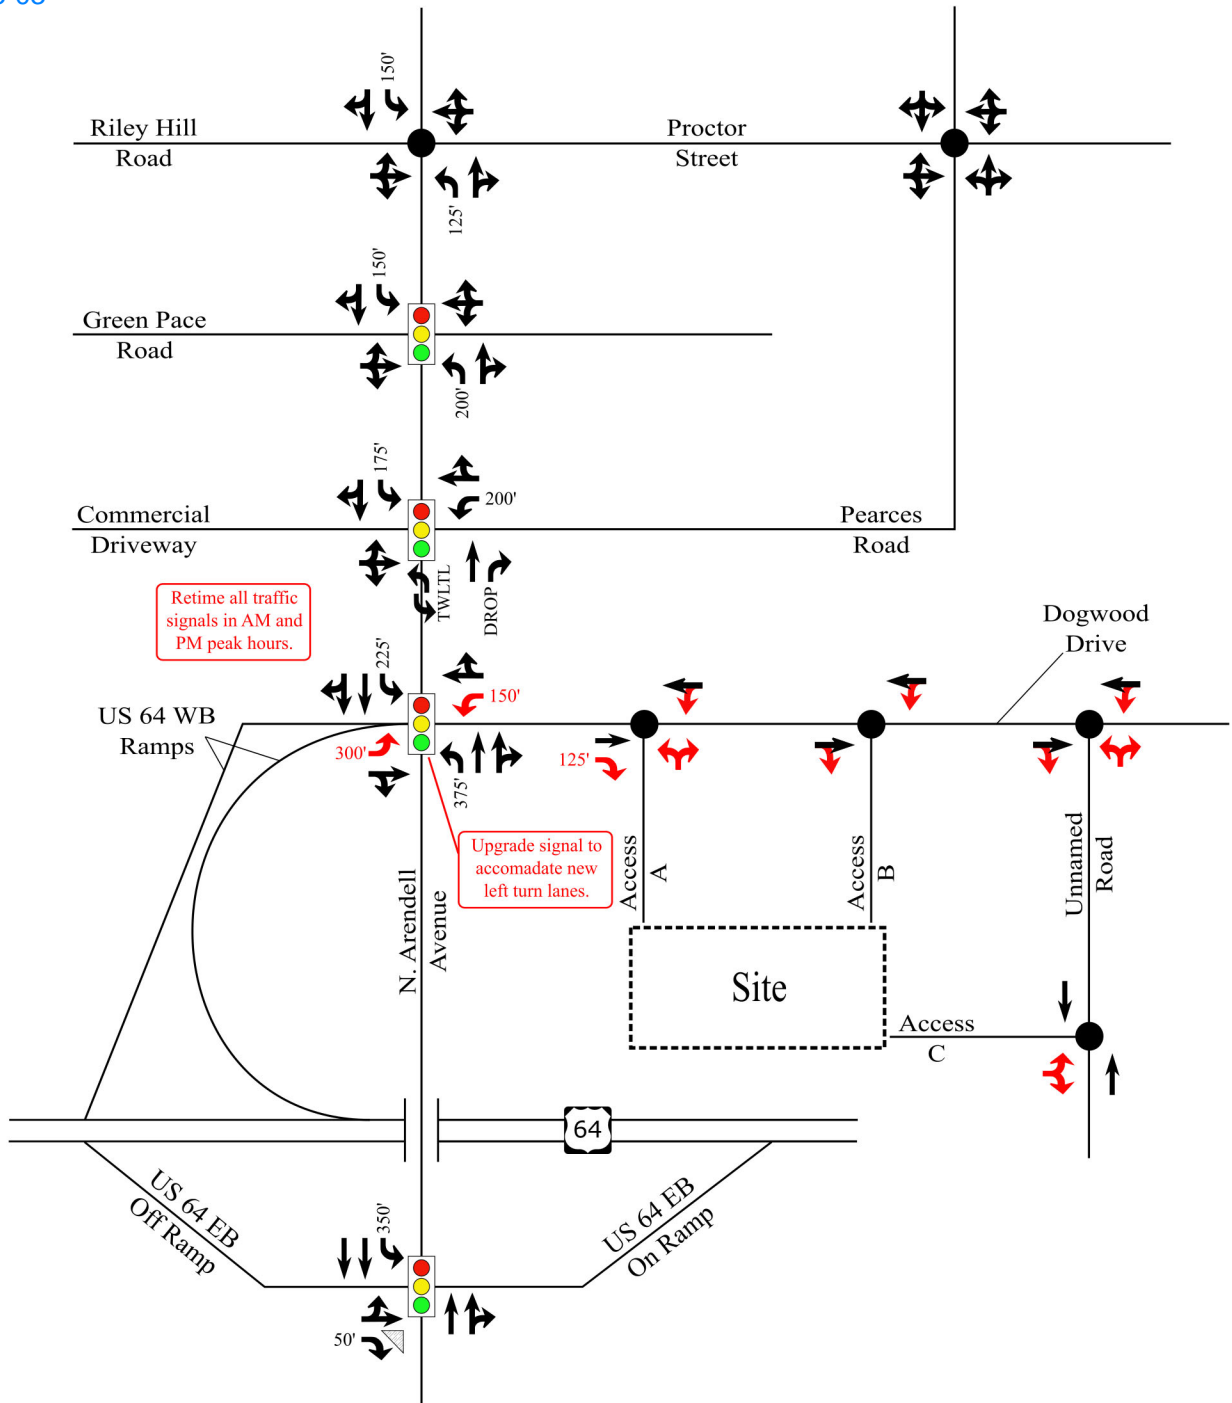 150'
Riley Hill
Road
Proctor
Street
125'
150'
Green Pace
Road
200'
175'
200'
Commercial
Driveway
Pearces
Road
TWLTL
DROP
Retime all traffic
signals in AM and
PM peak hours.
Dogwood
Drive
225'
150'
US 64 WB
Ramps
300'
375'
125'
Upgrade signal to
accomadate new
left turn lanes.
Access
A
Access
B
Unnamed
Road
N. Arendell
Avenue
Site
Access
C
64
US 64 EB
Off Ramp
350'
US 64 EB
On Ramp
50'